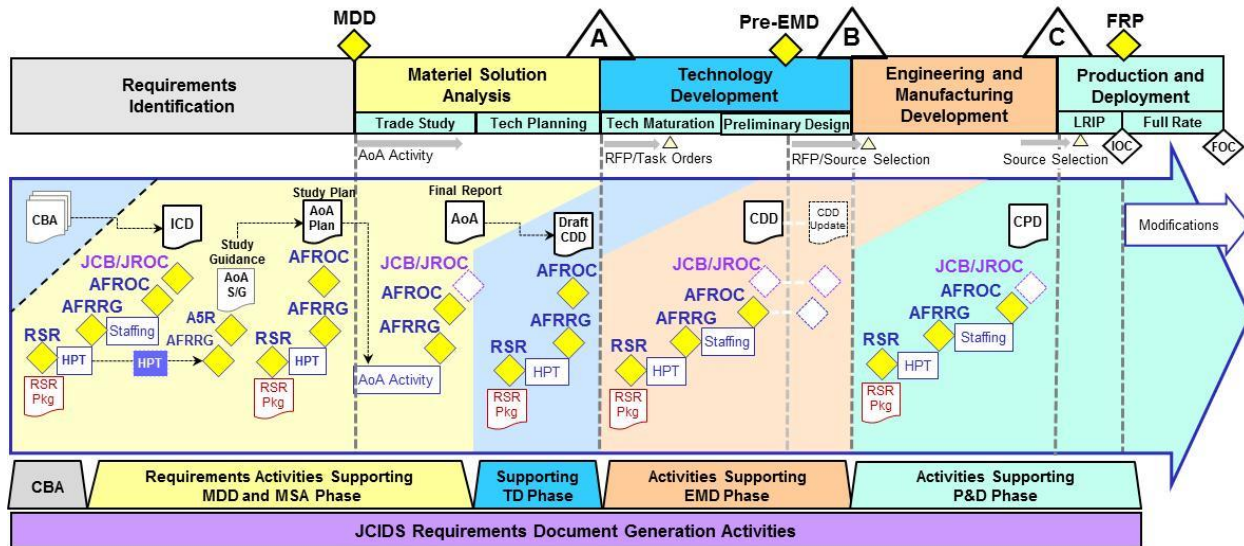 MDD
A
Pre-EMD
B
C
FRP
Requirements
Identification
Materiel Solution
Analysis
Technology
Development
Engineering and
Manufacturing
Development
Production and
Deployment
Trade Study
Tech Planning
Tech Maturation
Preliminary Design
LRIP
Full Rate
AoA Activity
RFP/Task Orders
RFP/Source Selection
Source Selection
IOC
FOC
CBA
ICD
Study
Guidance
AoA
S/G
Study Plan
AoA
Plan
Final Report
AoA
Draft
CDD
CDD
CDD
Update
CPD
Modifications
JCB/JROC
AFROC
AFRRG
Staffing
RSR
HPT
RSR
Pkg
HPT
A5R
AFRRG
AFROC
AFRRG
RSR
HPT
RSR
Pkg
JCB/JROC
AFROC
AFRRG
AoA Activity
AFROC
AFRRG
RSR
HPT
RSR
Pkg
JCB/JROC
AFROC
AFRRG
Staffing
RSR
HPT
RSR
Pkg
JCB/JROC
AFROC
AFRRG
Staffing
RSR
HPT
RSR
Pkg
CBA
Requirements Activities Supporting
MDD and MSA Phase
Supporting
TD Phase
Activities Supporting
EMD Phase
Activities Supporting
P&D Phase
JCIDS Requirements Document Generation Activities